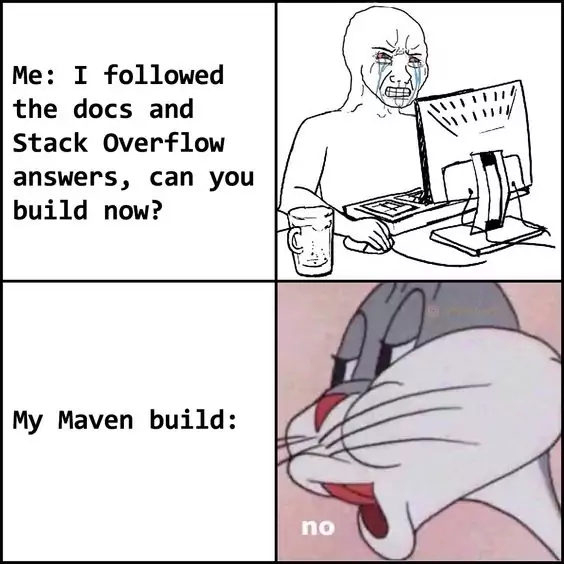 Me: I followed
the docs and
Stack Overflow
answers, can you
build now?
My Maven build:
no